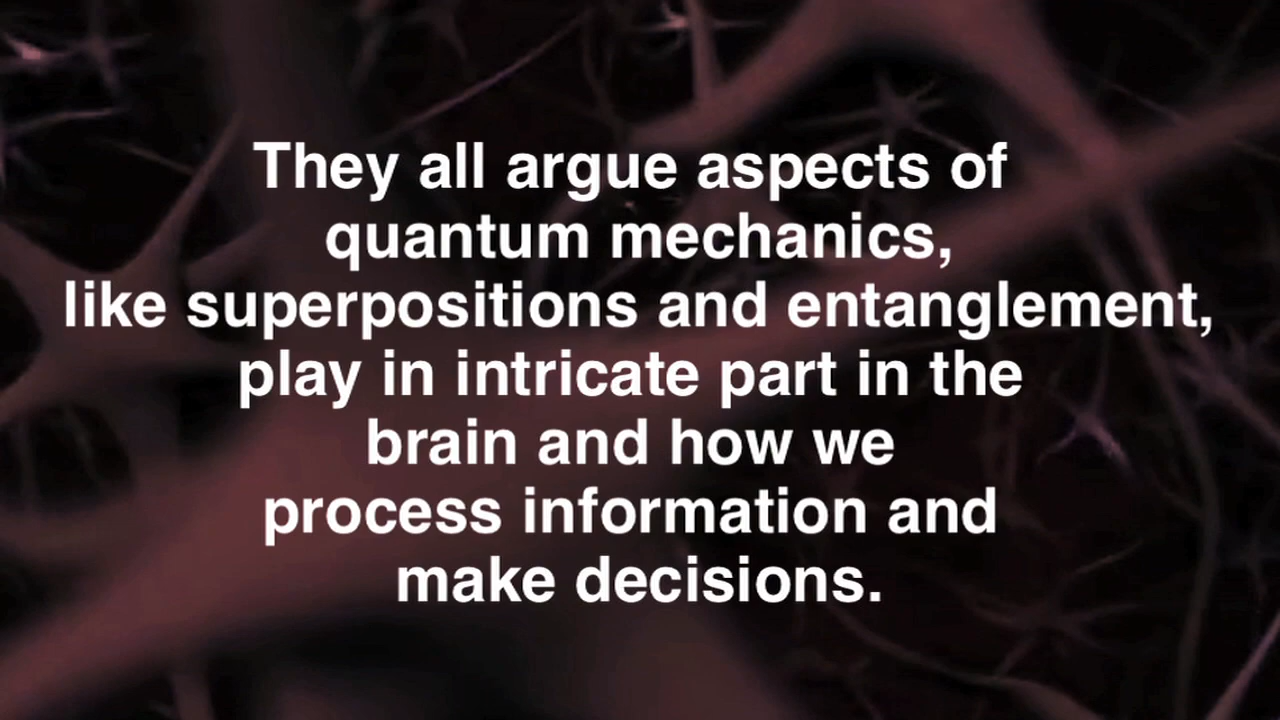 They all argue aspects of
quantum mechanics,
like superpositions and entanglement,
play in intricate part in the
brain and how we
process information and
make decisions.